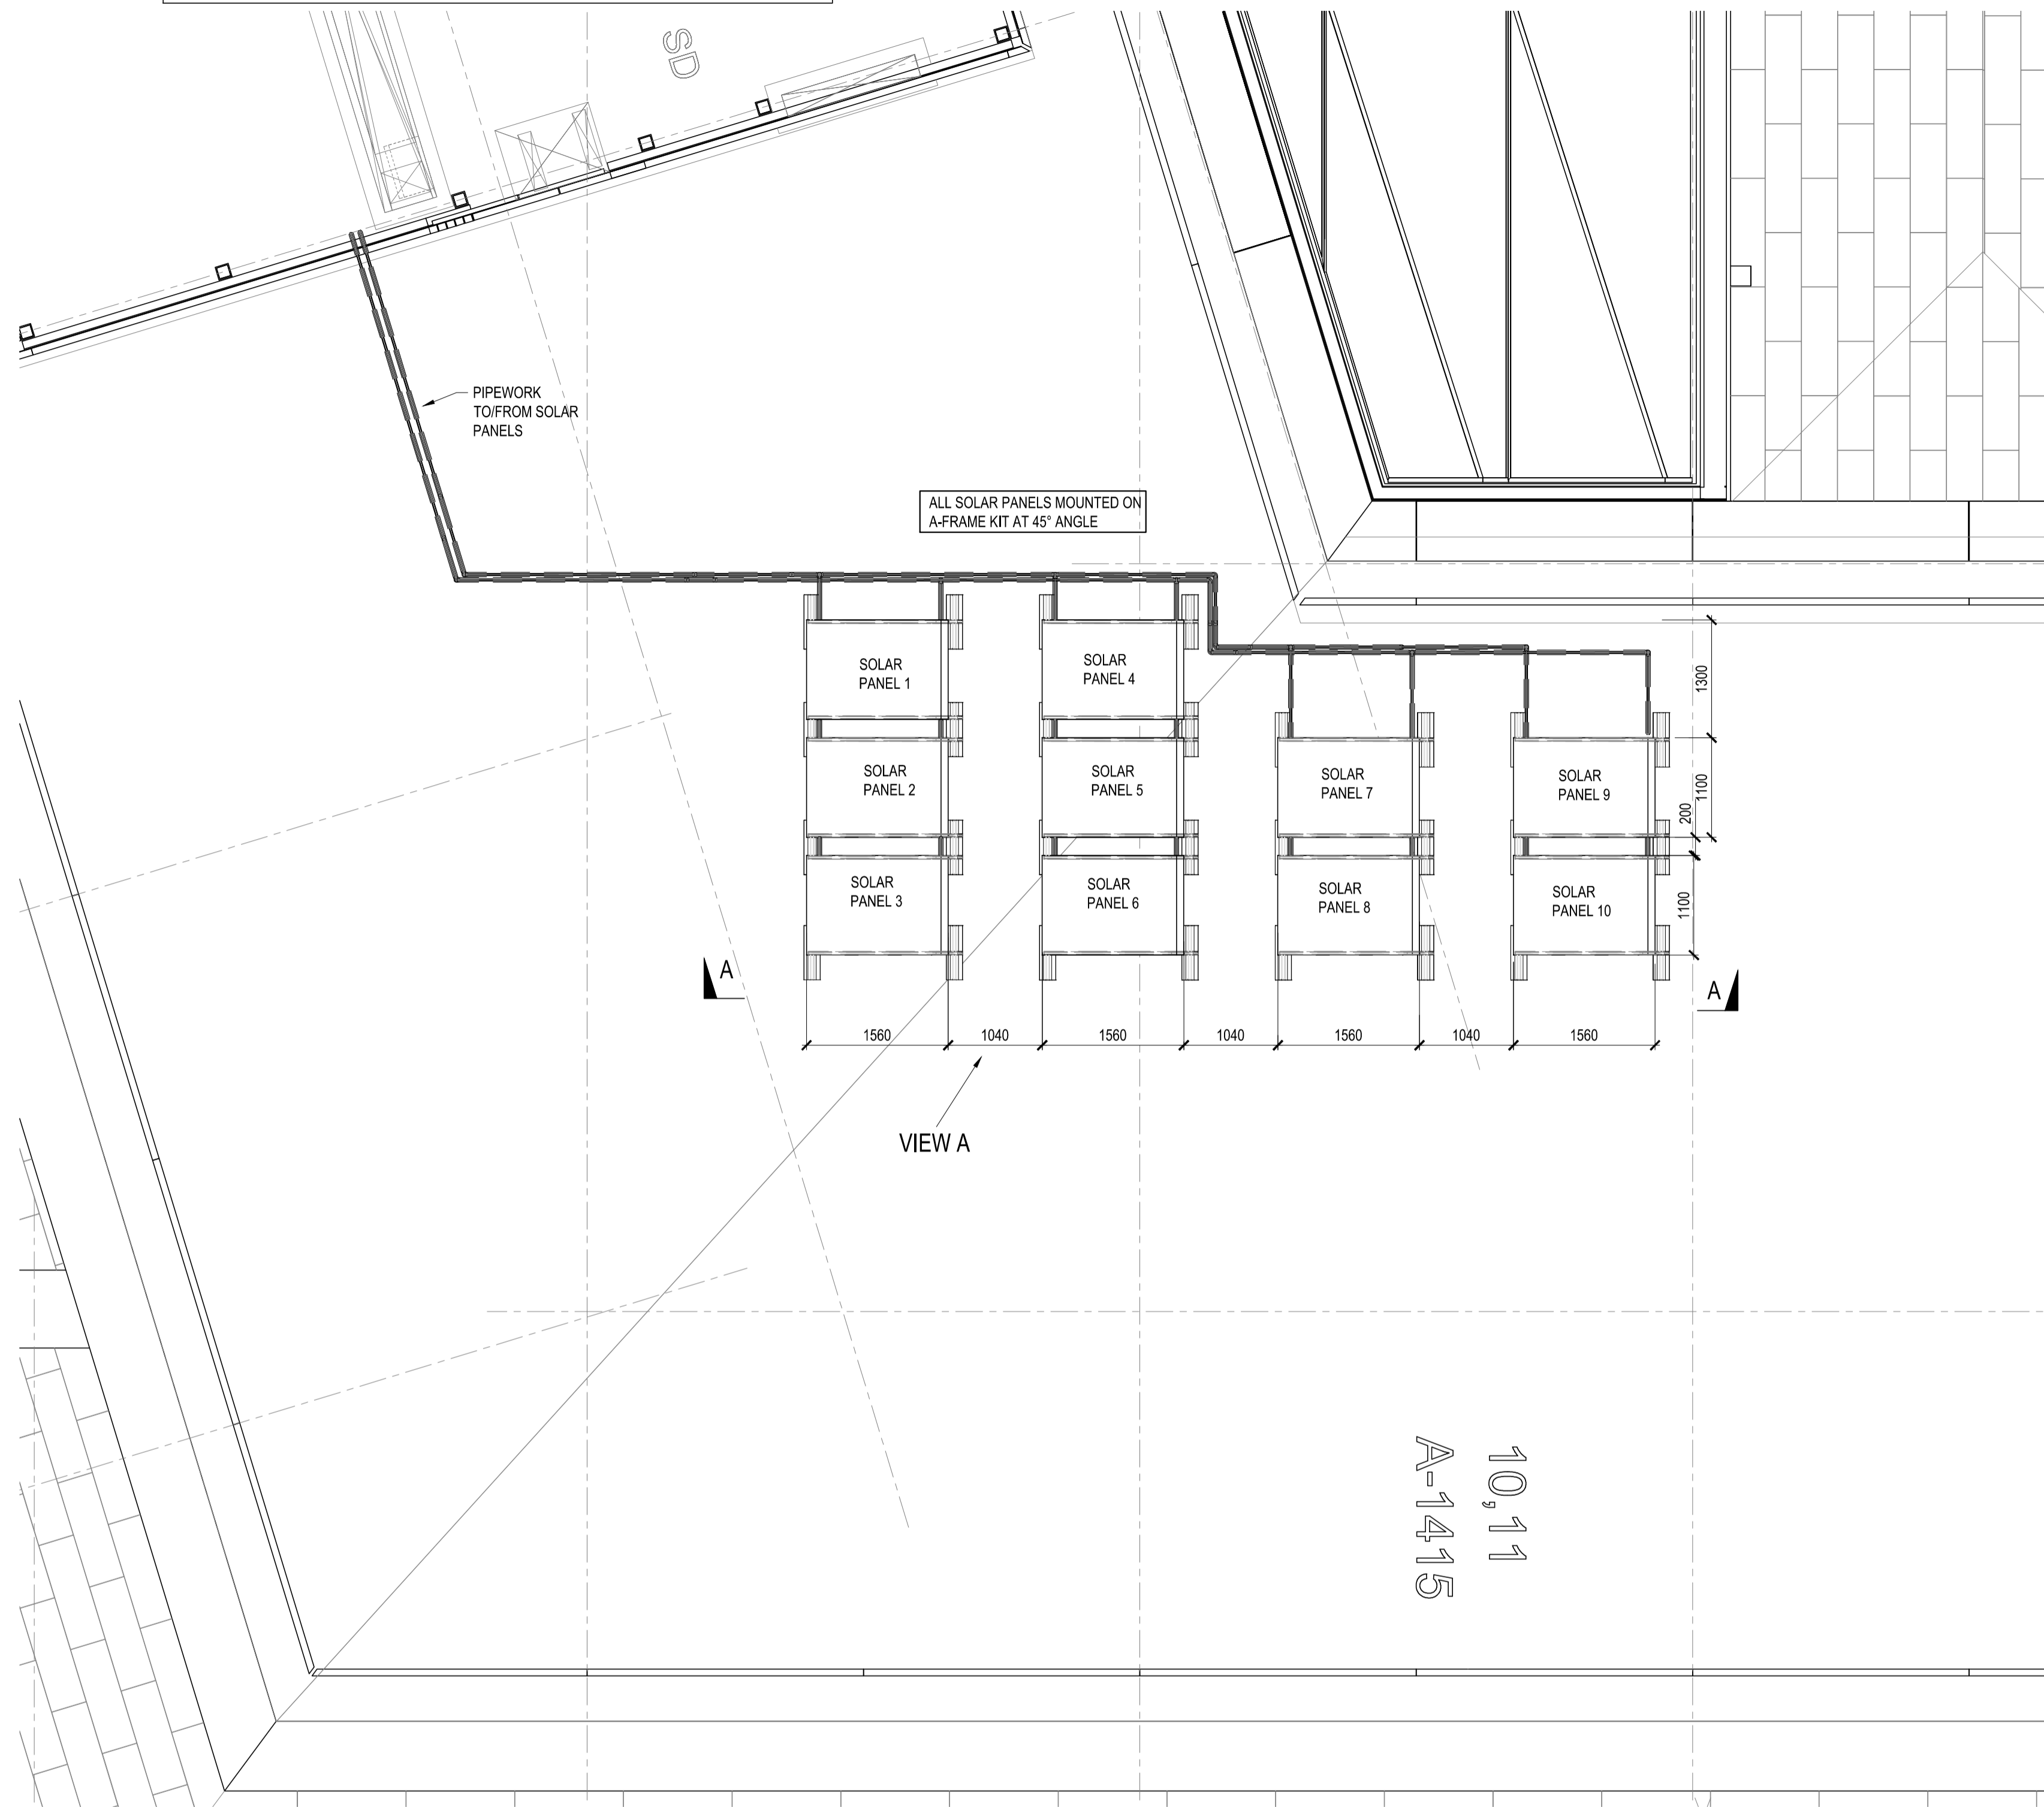 SD
PIPEWORK
TO/FROM SOLAR
PANELS
ALL SOLAR PANELS MOUNTED ON
A-FRAME KIT AT 45° ANGLE
SOLAR
PANEL 1
SOLAR
PANEL 4
1300
SOLAR
PANEL 2
SOLAR
PANEL 5
SOLAR
PANEL 7
SOLAR
PANEL 9
1100
200
SOLAR
PANEL 3
SOLAR
PANEL 6
SOLAR
PANEL 8
SOLAR
PANEL 10
1100
A
A
1560
1040
1560
1040
1560
1040
1560
VIEW A
10,11
A-1415